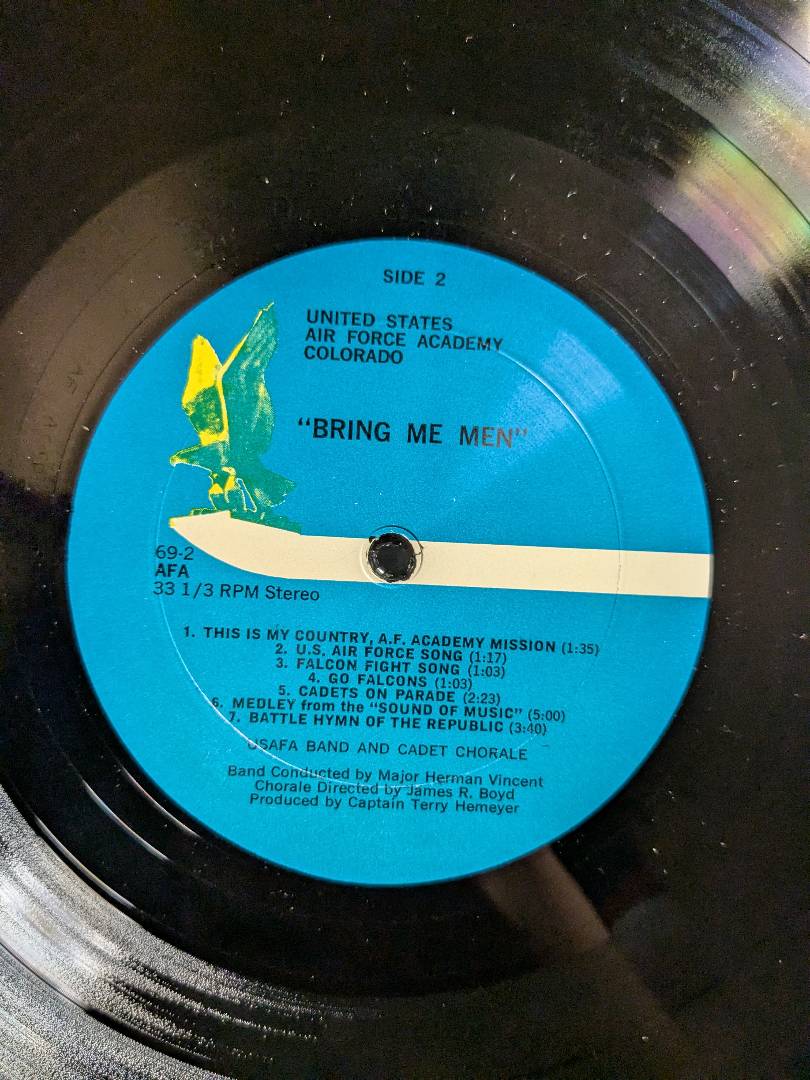 SIDE 2
UNITED STATES
AIR FORCE ACADEMY
COLORADO
"BRING ME MEN"
69-2
AFA
33 1/3 RPM Stereo
1. THIS IS MY COUNTRY, A.F. ACADEMY MISSION (1:35)
2. U.S. AIR FORCE SONG (1:17)
3. FALCON FIGHT SONG (1:03)
4. GO FALCONS (1:03)
5. CADETS ON PARADE (2:23)
6. MEDLEY from the "SOUND OF MUSIC" (5:00)
7. BATTLE HYMN OF THE REPUBLIC (3:40)
USAFA BAND AND CADET CHORALE
Band Conducted by Major Herman Vincent
Chorale Directed by James R. Boyd
Produced by Captain Terry Hemeyer